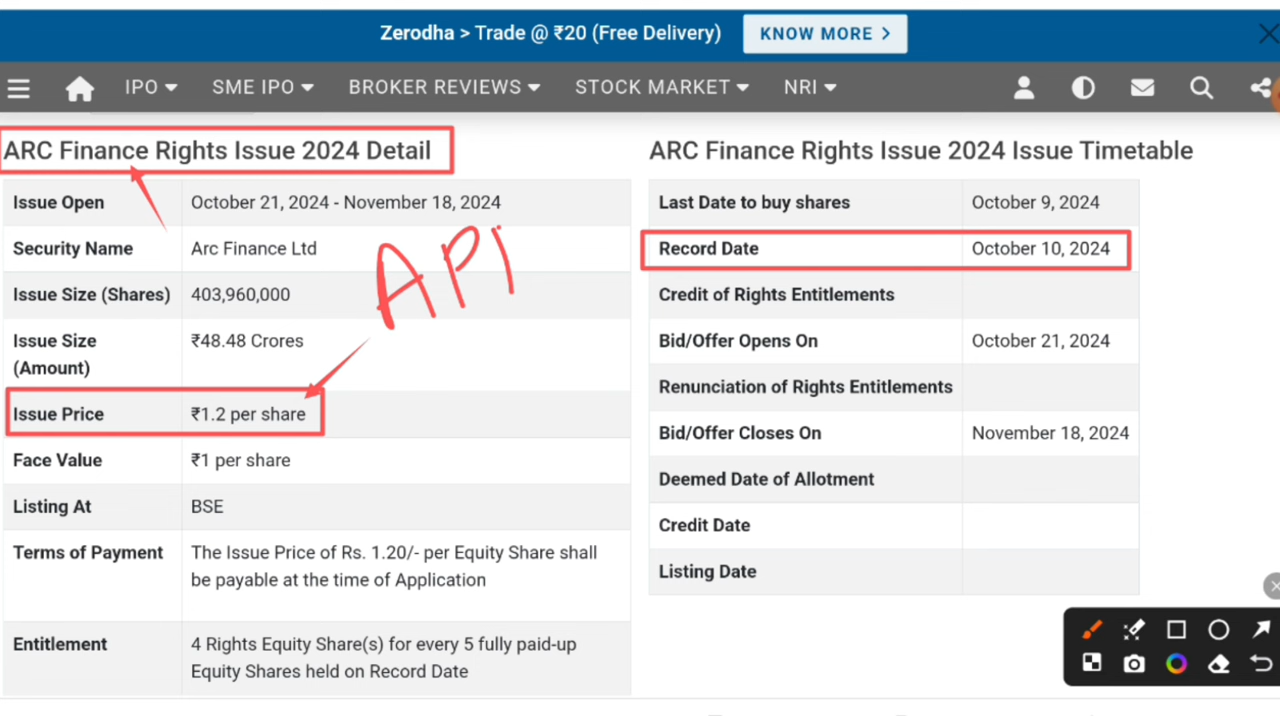 Zerodha > Trade @ ₹20 (Free Delivery) KNOW MORE >
IPO SME IPO BROKER REVIEWS STOCK MARKET NRI
ARC Finance Rights Issue 2024 Detail
Issue Open October 21, 2024 - November 18, 2024
Security Name Arc Finance Ltd
Issue Size (Shares) 403,960,000
Issue Size ₹48.48 Crores
(Amount)
Issue Price ₹1.2 per share
Face Value ₹1 per share
Listing At BSE
Terms of Payment The Issue Price of Rs. 1.20/- per Equity Share shall
be payable at the time of Application
Entitlement 4 Rights Equity Share(s) for every 5 fully paid-up
Equity Shares held on Record Date
API
ARC Finance Rights Issue 2024 Issue Timetable
Last Date to buy shares October 9, 2024
Record Date October 10, 2024
Credit of Rights Entitlements
Bid/Offer Opens On October 21, 2024
Renunciation of Rights Entitlements
Bid/Offer Closes On November 18, 2024
Deemed Date of Allotment
Credit Date
Listing Date